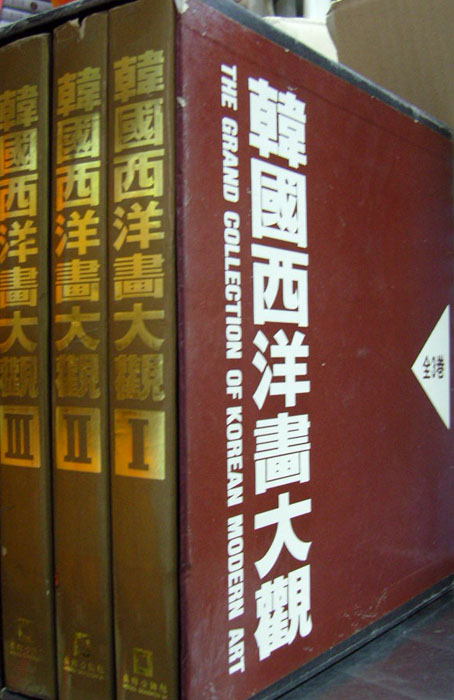 韓國西洋畫大觀
III
韓國西洋畫大觀
II
韓國西洋畫大觀
I
韓國西洋畫大觀
THE GRAND COLLECTION OF KOREAN MODERN ART
全3巻